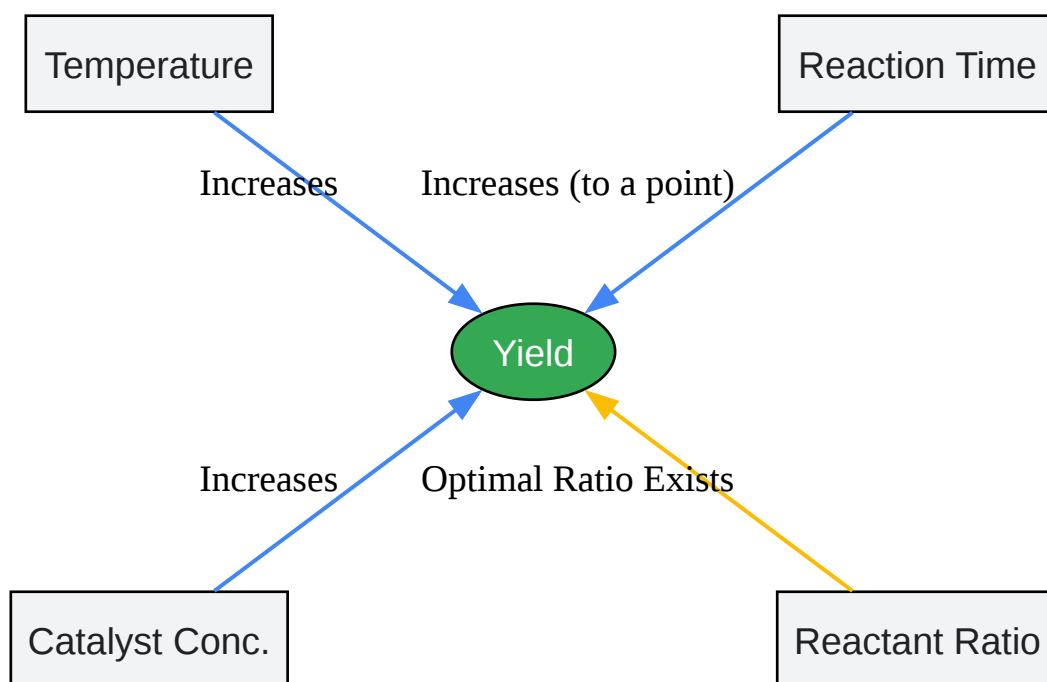 Temperature
Reaction Time
Increases
Increases (to a point)
Yield
Increases
Optimal Ratio Exists
Catalyst Conc.
Reactant Ratio